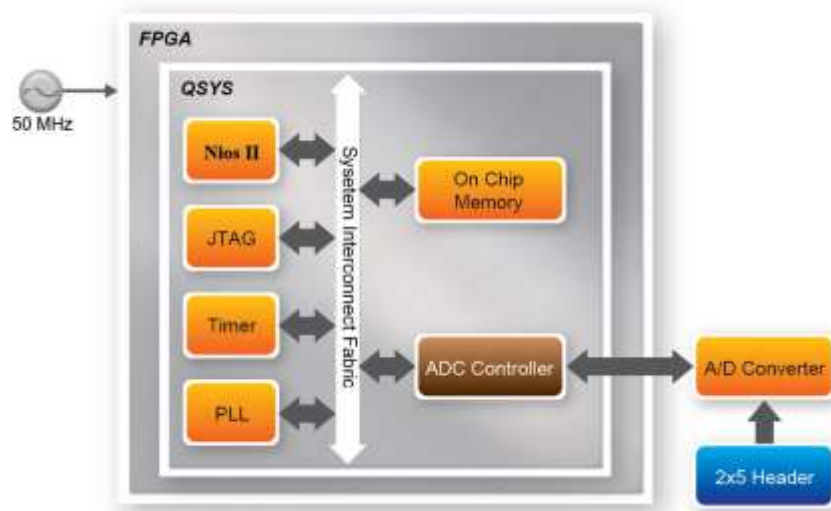 FPGA
QSYS
50 MHz
Nios II
JTAG
Timer
PLL
Sysetem Interconnect Fabric
On Chip
Memory
ADC Controller
A/D Converter
2x5 Header